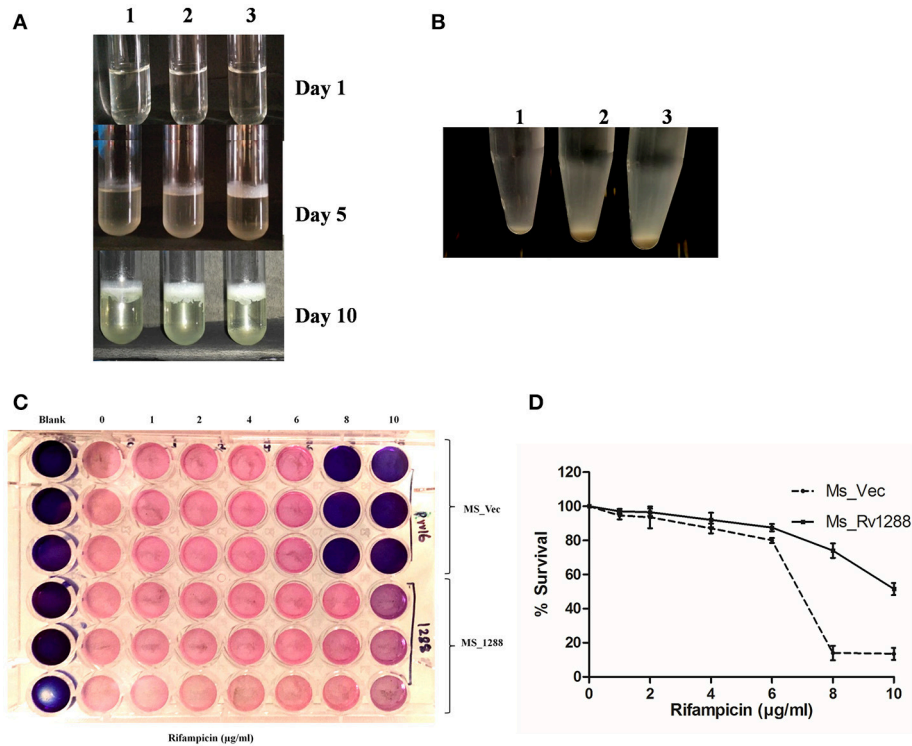 A
1 2 3
Day 1
Day 5
Day 10
B
1 2 3
C
Blank 0 1 2 4 6 8 10
MS_Vec
MS_1288
1288
Rifampicin (µg/ml)
D
120
100
80
60
40
20
0
% Survival
Ms_Vec
Ms_Rv1288
0 2 4 6 8 10
Rifampicin (µg/ml)